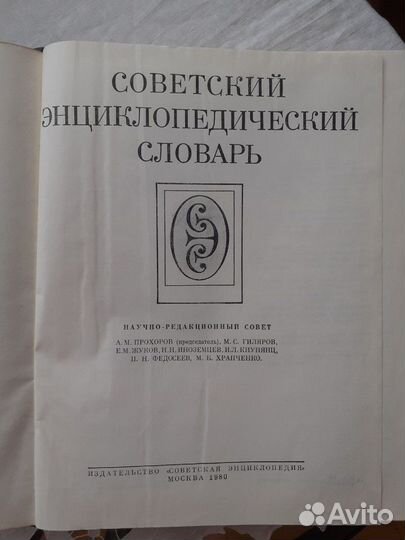 СОВЕТСКИЙ
ЭНЦИКЛОПЕДИЧЕСКИЙ
СЛОВАРЬ
НАУЧНО-РЕДАКЦИОННЫЙ СОВЕТ
А. М. ПРОХОРОВ (председатель), М. С. ГИЛЯРОВ,
Е. М. ЖУКОВ, Н. Н. ИНОЗЕМЦЕВ, И. Л. КНУНЯНЦ,
П. Н. ФЕДОСЕЕВ, М. Б. ХРАПЧЕНКО.
ИЗДАТЕЛЬСТВО «СОВЕТСКАЯ ЭНЦИКЛОПЕДИЯ»
МОСКВА 1980
Avito